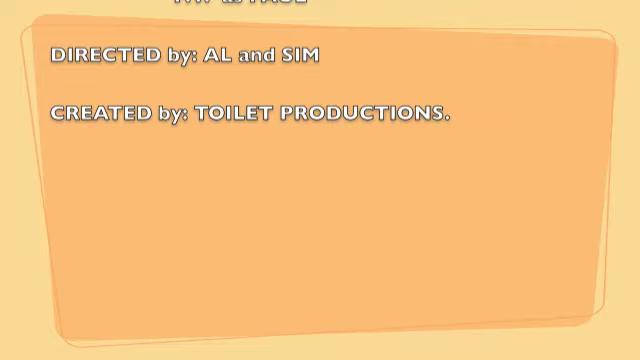 DIRECTED by: AL and SIM
CREATED by: TOILET PRODUCTIONS.